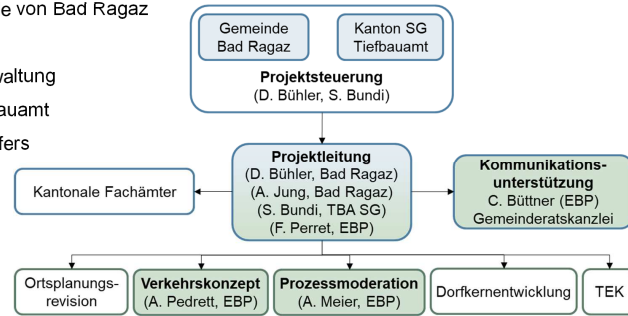 e von Bad Ragaz
waltung
auamt
fers
Gemeinde
Bad Ragaz
Kanton SG
Tiefbauamt
Projektsteuerung
(D. Bühler, S. Bundi)
Projektleitung
(D. Bühler, Bad Ragaz)
(A. Jung, Bad Ragaz)
(S. Bundi, TBA SG)
(F. Perret, EBP)
Kantonale Fachämter
Kommunikations-
unterstützung
C. Büttner (EBP)
Gemeinderatskanzlei
Ortsplanungs-
revision
Verkehrskonzept
(A. Pedrett, EBP)
Prozessmoderation
(A. Meier, EBP)
Dorfkernentwicklung
TEK